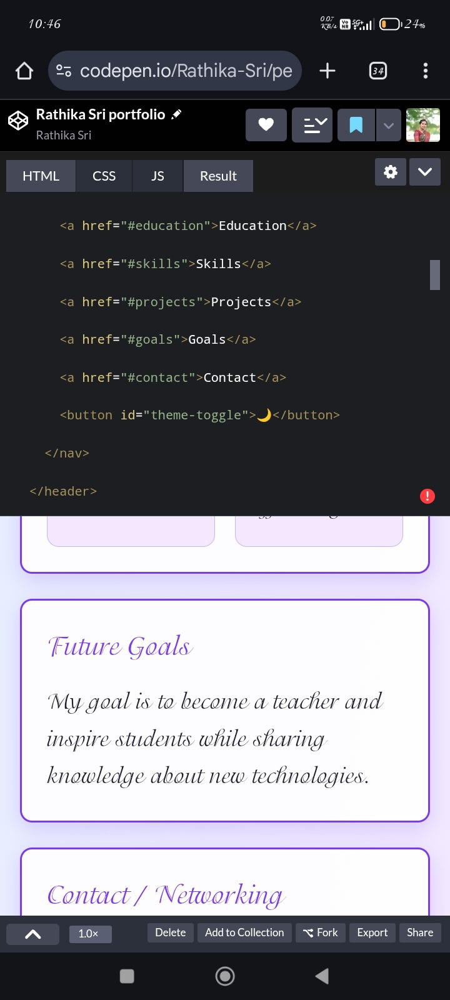 10:46
0.07 KB/s
Vo NR
5G+
24%
codepen.io/Rathika-Sri/pe
34
Rathika Sri portfolio
Rathika Sri
HTML CSS JS Result
<a href="#education">Education</a>
<a href="#skills">Skills</a>
<a href="#projects">Projects</a>
<a href="#goals">Goals</a>
<a href="#contact">Contact</a>
<button id="theme-toggle">🌙</button>
</nav>
</header>
Future Goals
My goal is to become a teacher and
inspire students while sharing
knowledge about new technologies.
Contact / Networking
1.0×
Delete
Add to Collection
Fork
Export
Share